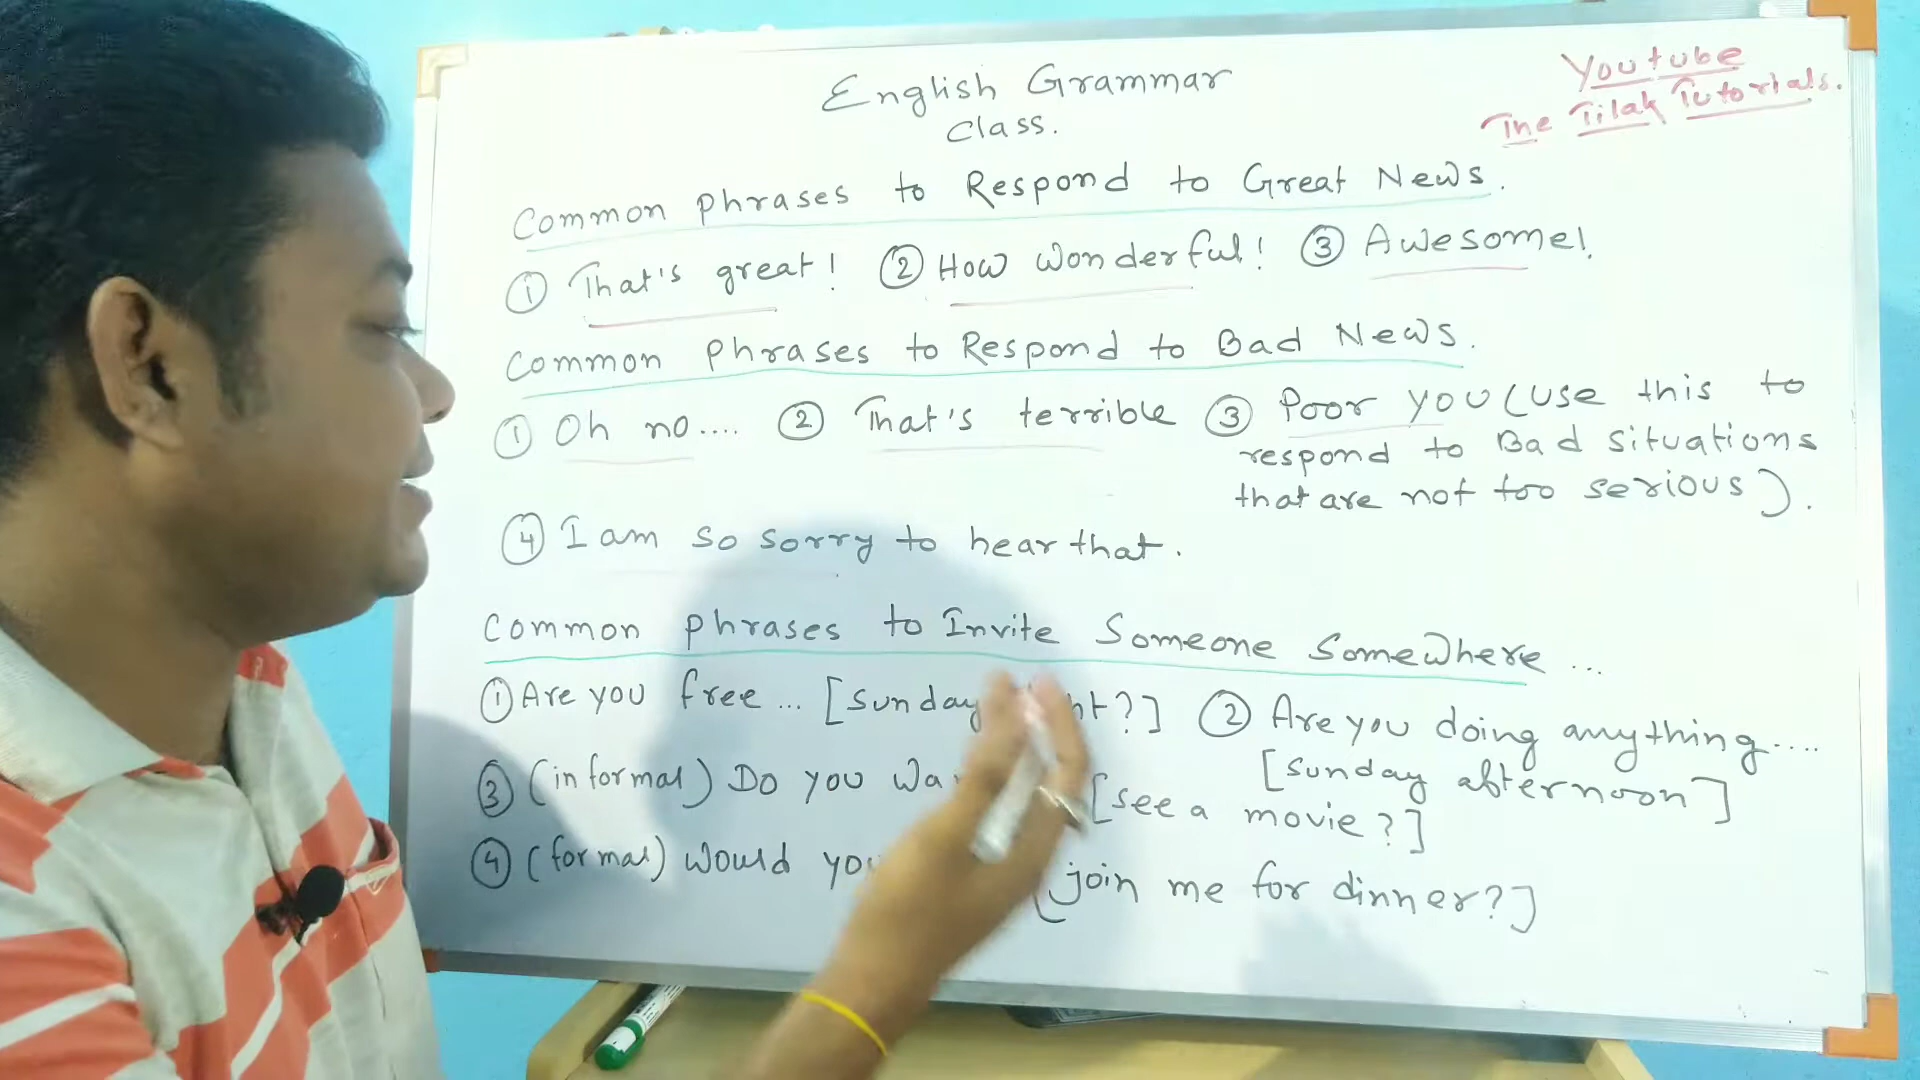 English Grammar
Class.
Youtube
The Tilak Tutorials.
Common Phrases to Respond to Great News.
① That's great! ② How wonderful! ③ Awesome!
Common Phrases to Respond to Bad News.
① Oh no.... ② That's terrible ③ Poor you (use this to
respond to Bad situations
that are not too serious).
④ I am so sorry to hear that.
Common Phrases to Invite Someone Somewhere ...
① Are you free ... [Sunday ?] ② Are you doing anything....
[Sunday afternoon]
③ (informal) Do you [see a movie?]
④ (formal) Would [join me for dinner?]